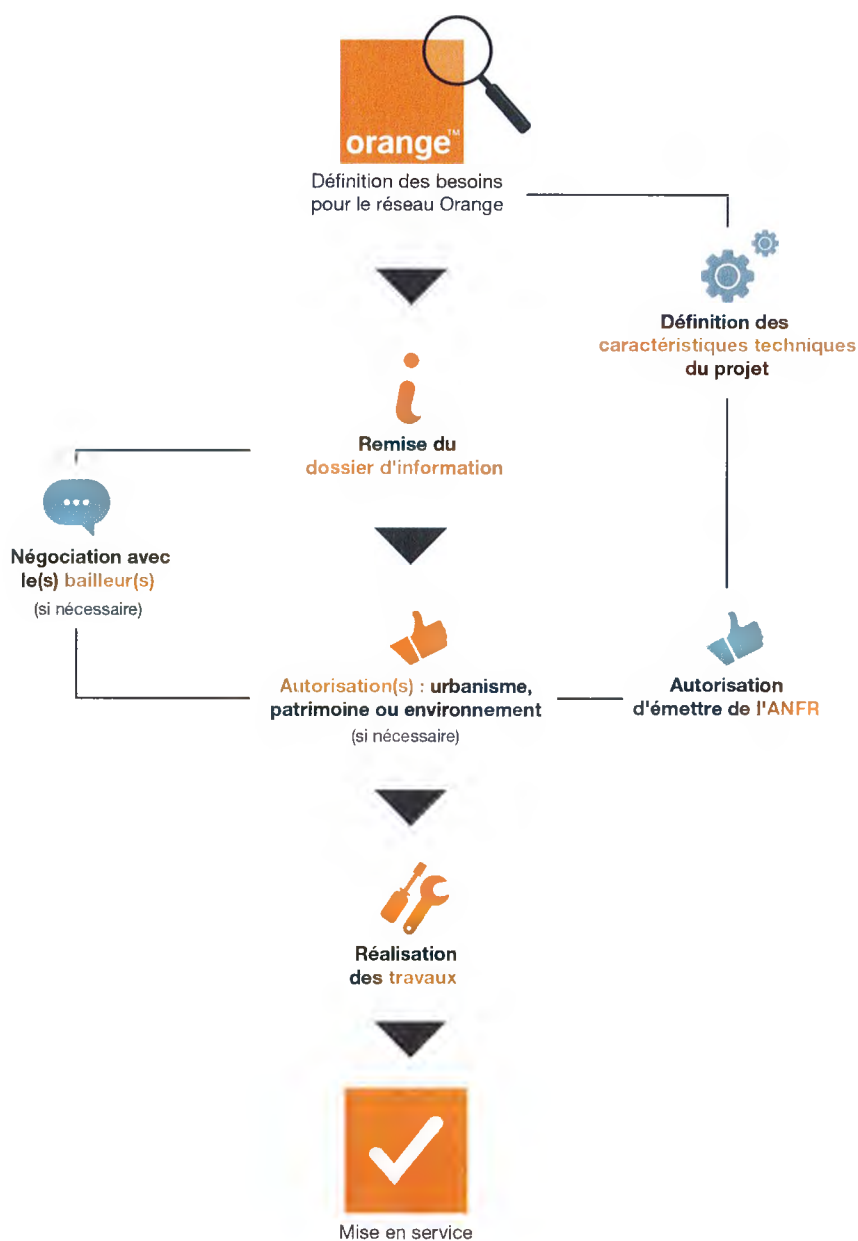 orange™
Définition des besoins
pour le réseau Orange
Définition des
caractéristiques techniques
du projet
Remise du
dossier d'information
Négociation avec
le(s) bailleur(s)
(si nécessaire)
Autorisation(s) : urbanisme,
patrimoine ou environnement
(si nécessaire)
Autorisation
d'émettre de l'ANFR
Réalisation
des travaux
Mise en service